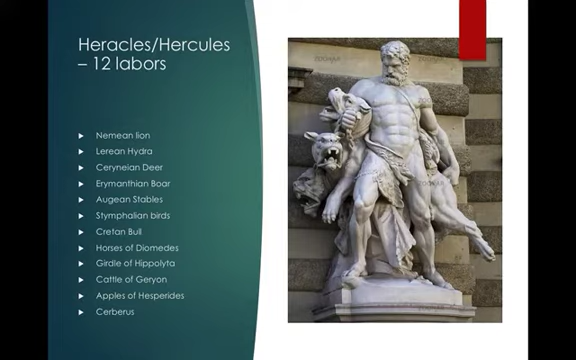 Heracles/Hercules
– 12 labors
Nemean lion
Lerean Hydra
Ceryneian Deer
Erymanthian Boar
Augean Stables
Stymphalian birds
Cretan Bull
Horses of Diomedes
Girdle of Hippolyta
Cattle of Geryon
Apples of Hesperides
Cerberus